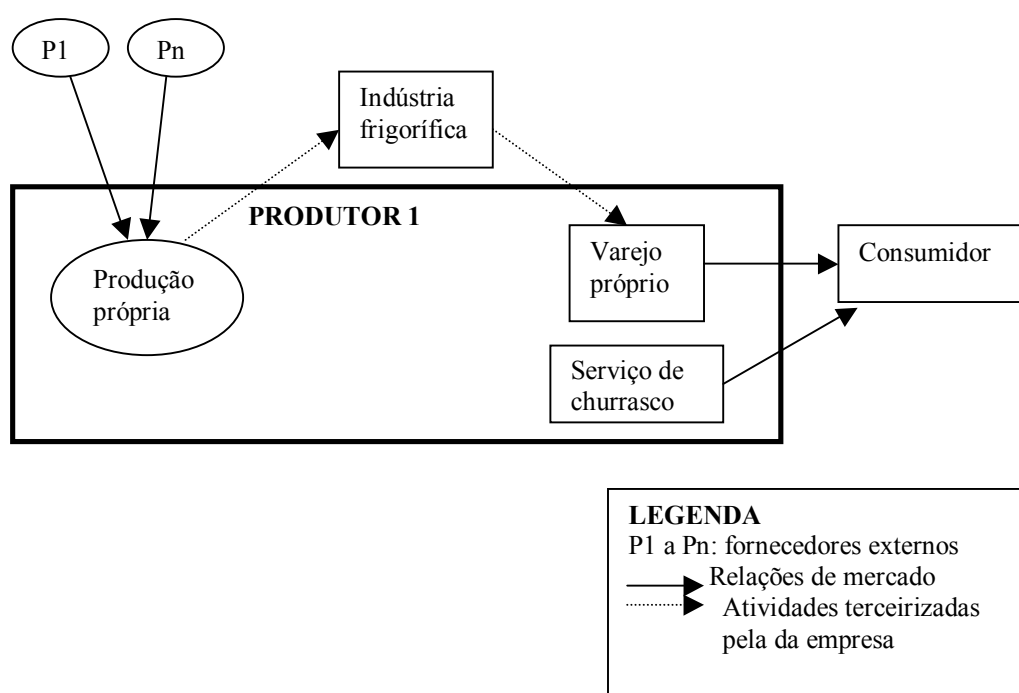 P1
Pn
Indústria
frigorífica
PRODUTOR 1
Produção
própria
Varejo
próprio
Consumidor
Serviço de
churrasco
LEGENDA
P1 a Pn: fornecedores externos
Relações de mercado
Atividades terceirizadas
pela da empresa